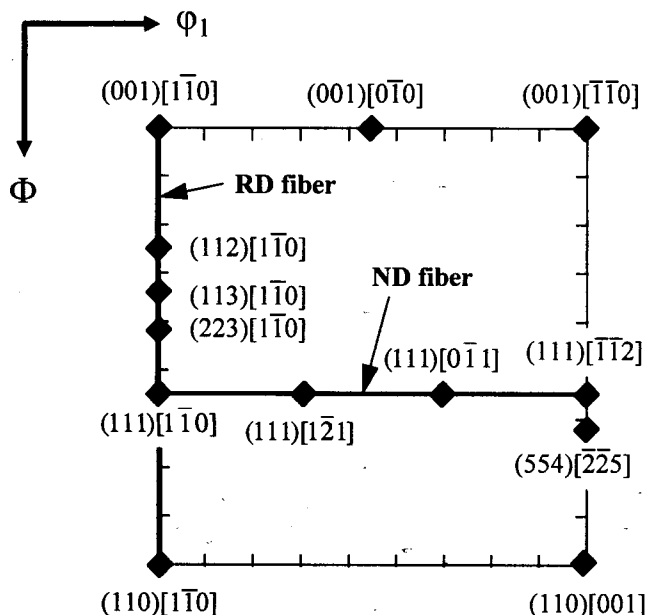 φ₁
(001)[11̅0] (001)[01̅0] (001)[1̅1̅0]
Φ
RD fiber
(112)[11̅0]
ND fiber
(113)[11̅0]
(223)[11̅0]
(111)[01̅1] (111)[1̅1̅2]
(111)[11̅0] (111)[12̅1]
(554)[2̅2̅5]
(110)[11̅0] (110)[001]